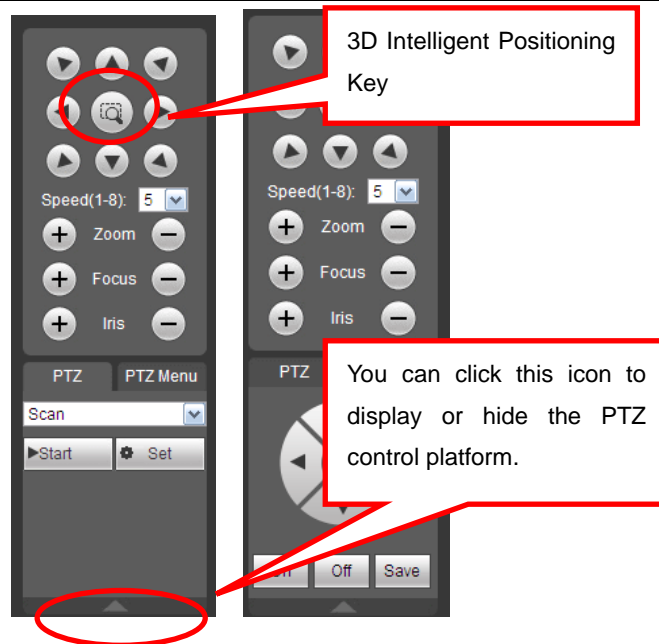 3D Intelligent Positioning
Key
Speed(1-8): 5
Zoom
Focus
Iris
PTZ PTZ Menu
Scan
Start Set
Speed(1-8): 5
Zoom
Focus
Iris
PTZ
You can click this icon to
display or hide the PTZ
control platform.
Off Save